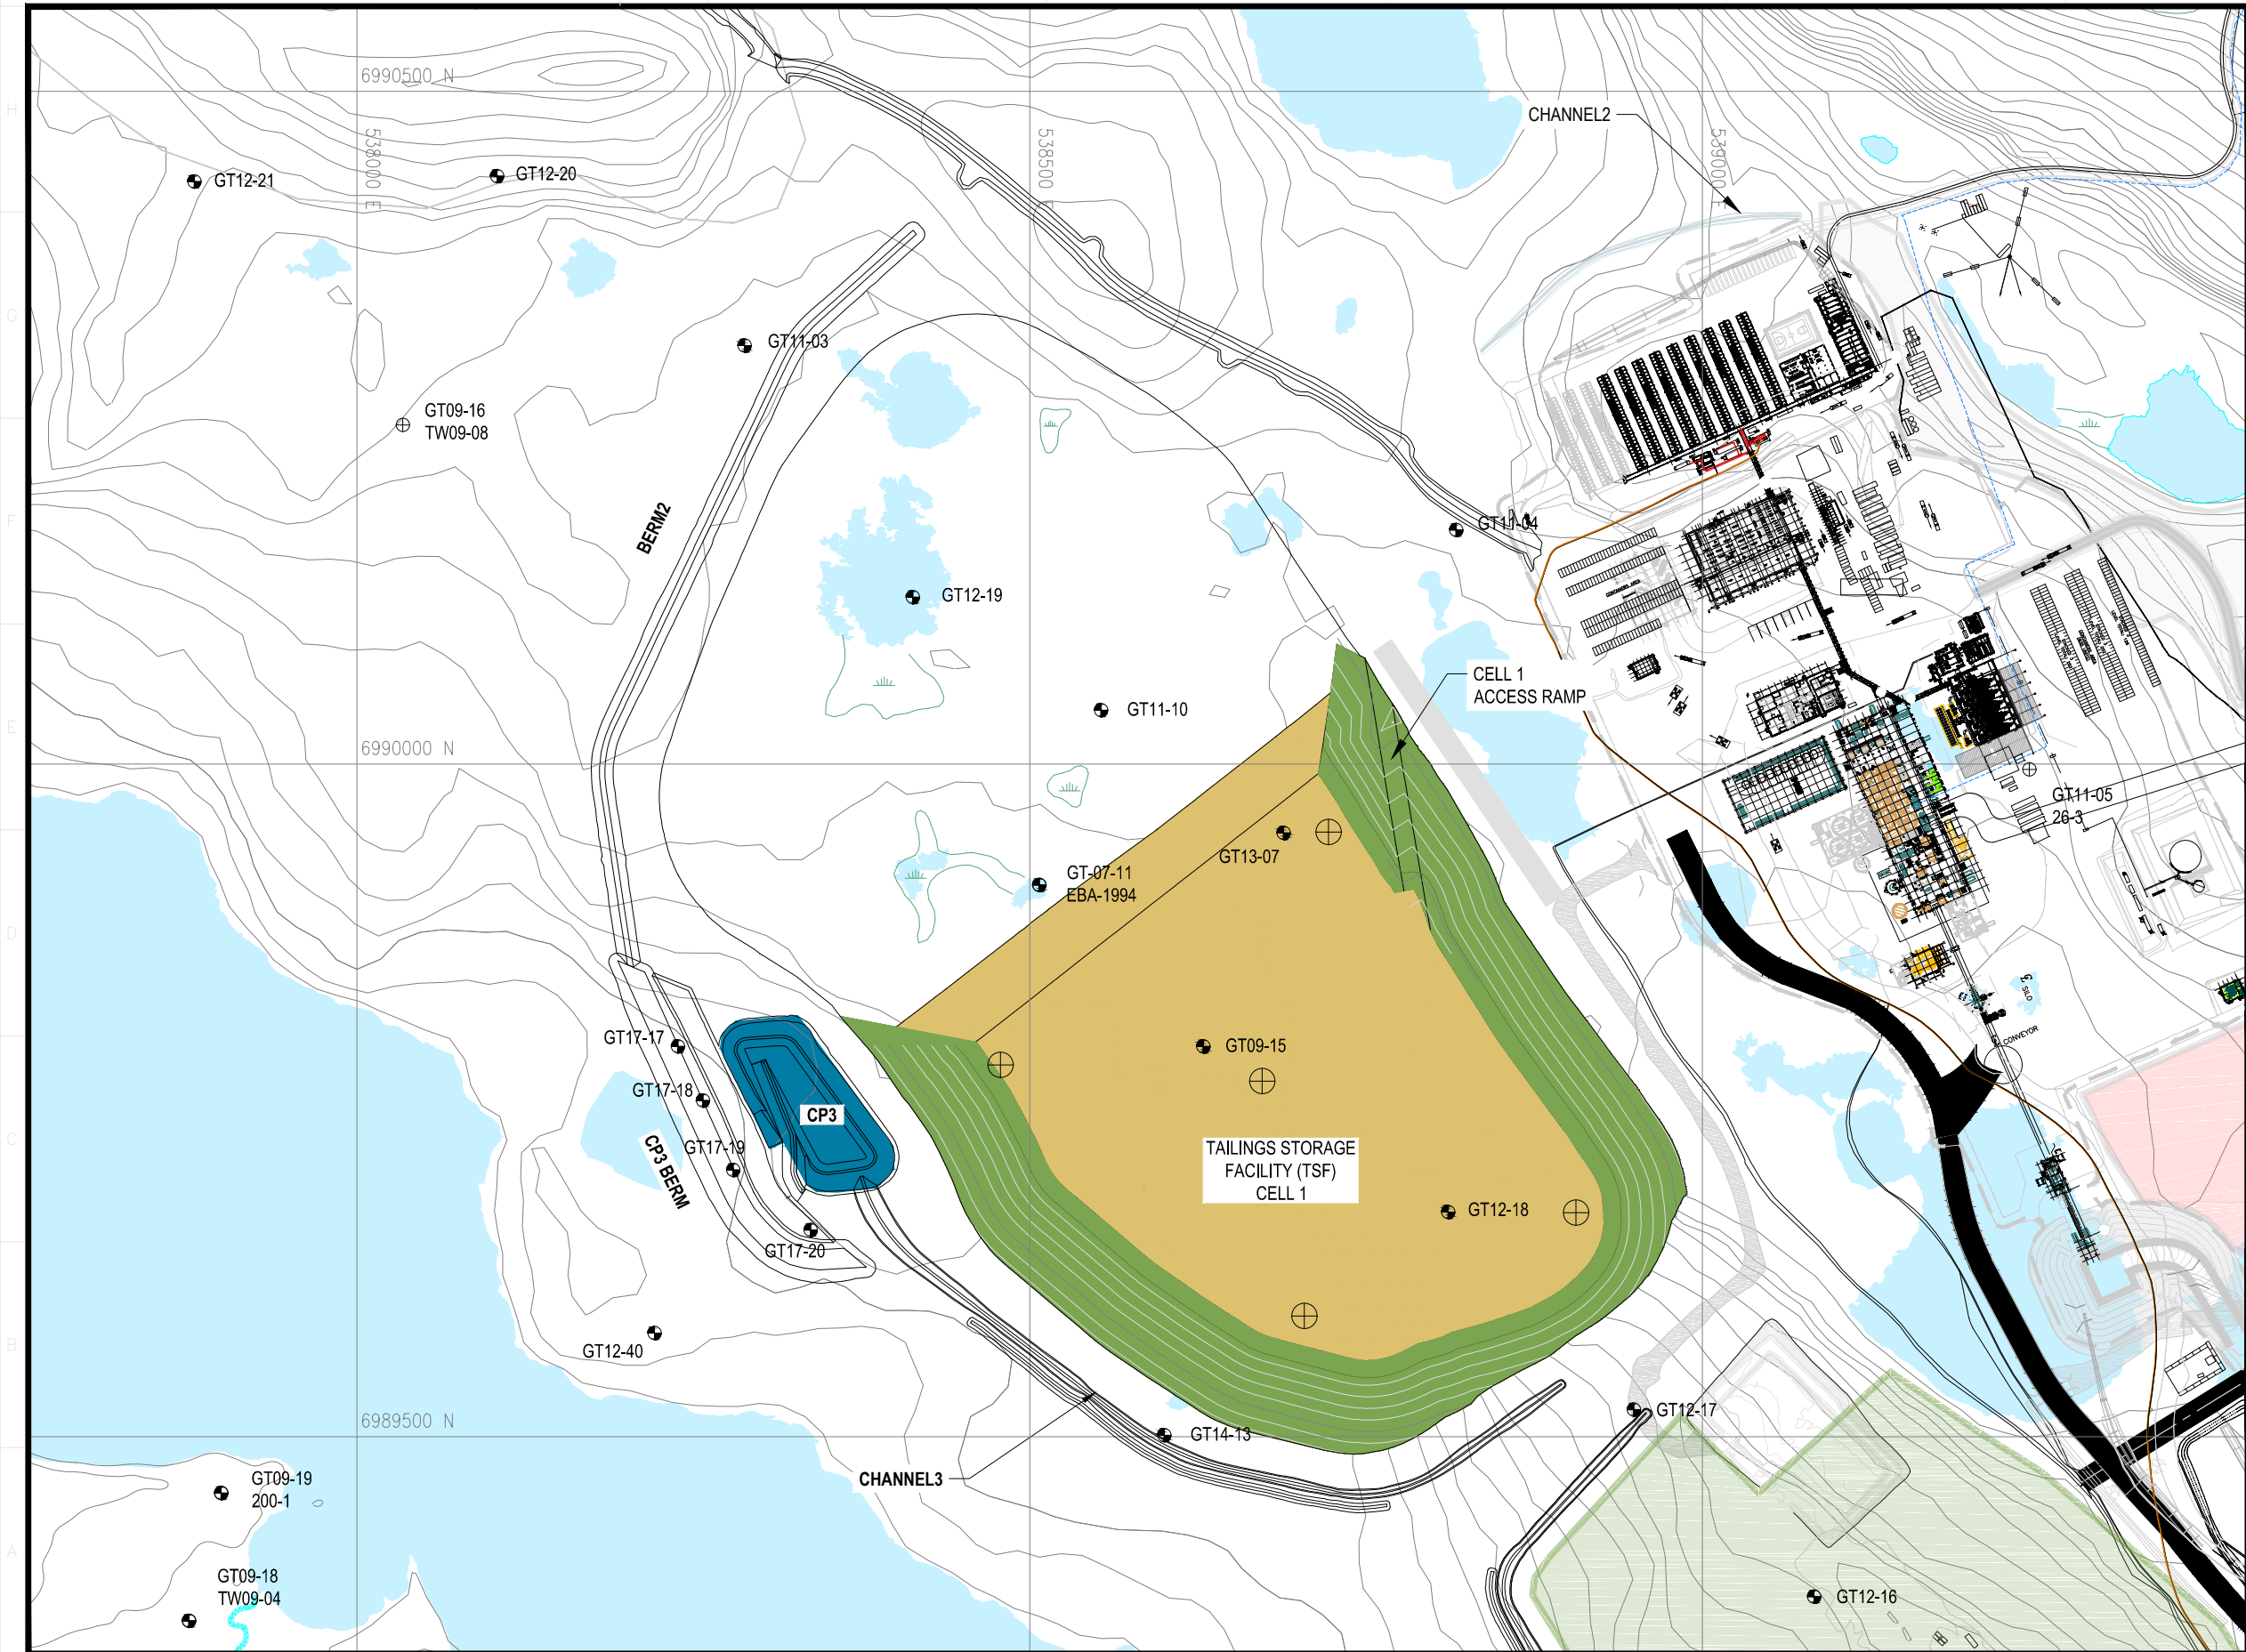 6990500 N
H
CHANNEL2
538000 E
538500 E
539000 E
GT12-21
GT12-20
G
GT11-03
GT09-16
TW09-08
BERM2
F
GT11-04
GT12-19
CELL 1
ACCESS RAMP
GT11-10
E
6990000 N
GT11-05
26-3
GT13-07
GT-07-11
EBA-1994
D
SILO
GT17-17
GT09-15
CONVEYOR
GT17-18
CP3
C
GT17-19
CP3 BERM
TAILINGS STORAGE
FACILITY (TSF)
CELL 1
GT12-18
GT17-20
B
GT12-40
6989500 N
GT12-17
GT14-13
CHANNEL3
GT09-19
200-1
A
GT09-18
TW09-04
GT12-16